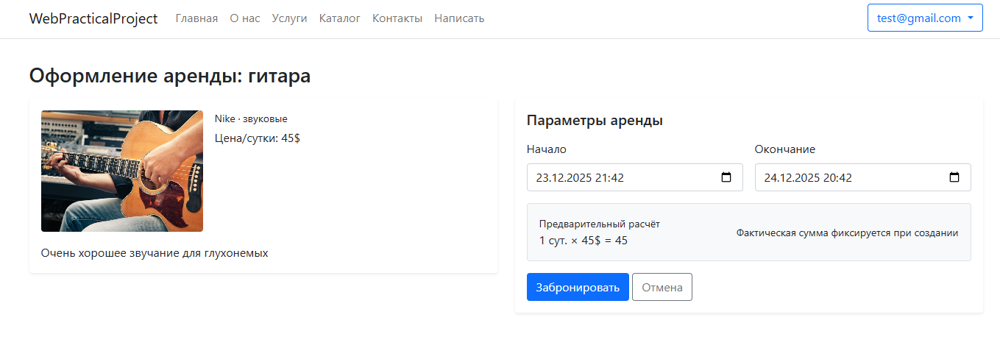 WebPracticalProject Главная О нас Услуги Каталог Контакты Написать test@gmail.com
Оформление аренды: гитара
Nike · звуковые
Цена/сутки: 45$
Очень хорошее звучание для глухонемых
Параметры аренды
Начало Окончание
23.12.2025 21:42 24.12.2025 20:42
Предварительный расчёт
1 сут. × 45$ = 45
Фактическая сумма фиксируется при создании
Забронировать Отмена